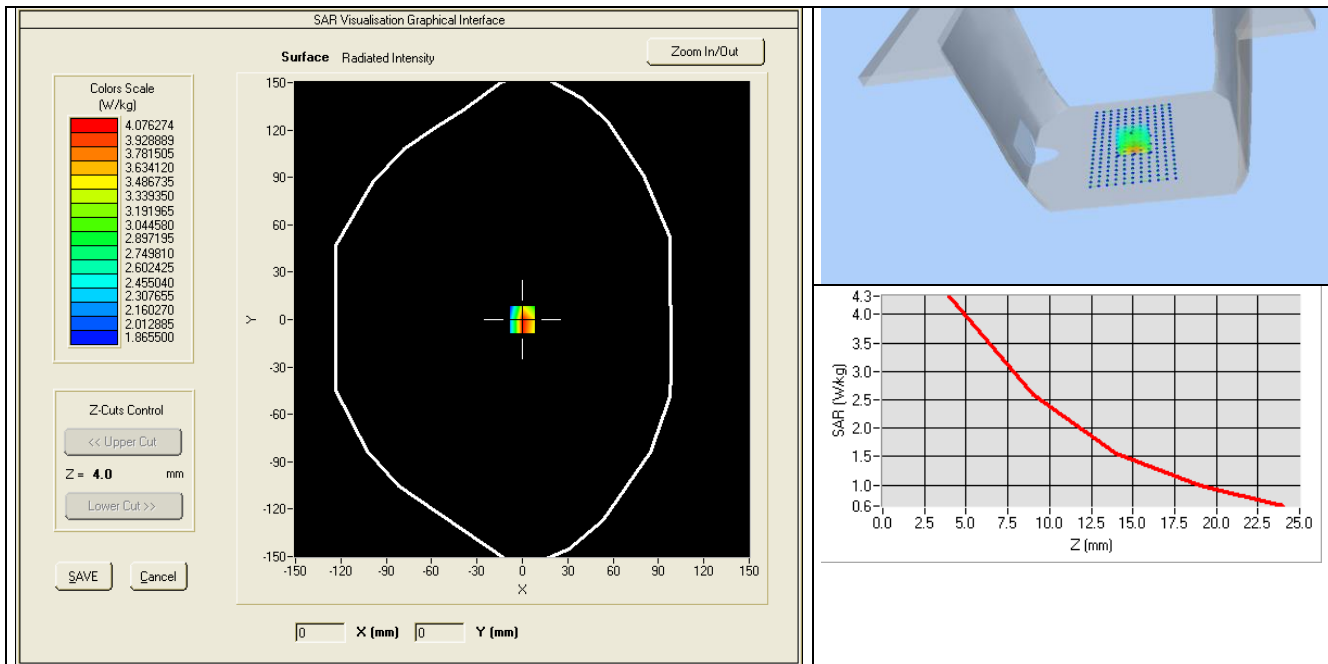 SAR Visualisation Graphical Interface
Surface Radiated Intensity
Zoom In/Out
Colors Scale
(W/kg)
4.076274
3.928889
3.781505
3.634120
3.486735
3.339350
3.191965
3.044580
2.897195
2.749810
2.602425
2.455040
2.307655
2.160270
2.012885
1.865500
Z-Cuts Control
<< Upper Cut
Z = 4.0 mm
Lower Cut >>
SAVE Cancel
150-
120-
90-
60-
30-
0-
-30-
-60-
-90-
-120-
-150-
Y
-150 -120 -90 -60 -30 0 30 60 90 120 150
X
0 X (mm) 0 Y (mm)
4.3-
4.0-
3.5-
3.0-
2.5-
2.0-
1.5-
1.0-
0.6-
SAR (W/kg)
0.0 2.5 5.0 7.5 10.0 12.5 15.0 17.5 20.0 22.5 25.0
Z (mm)